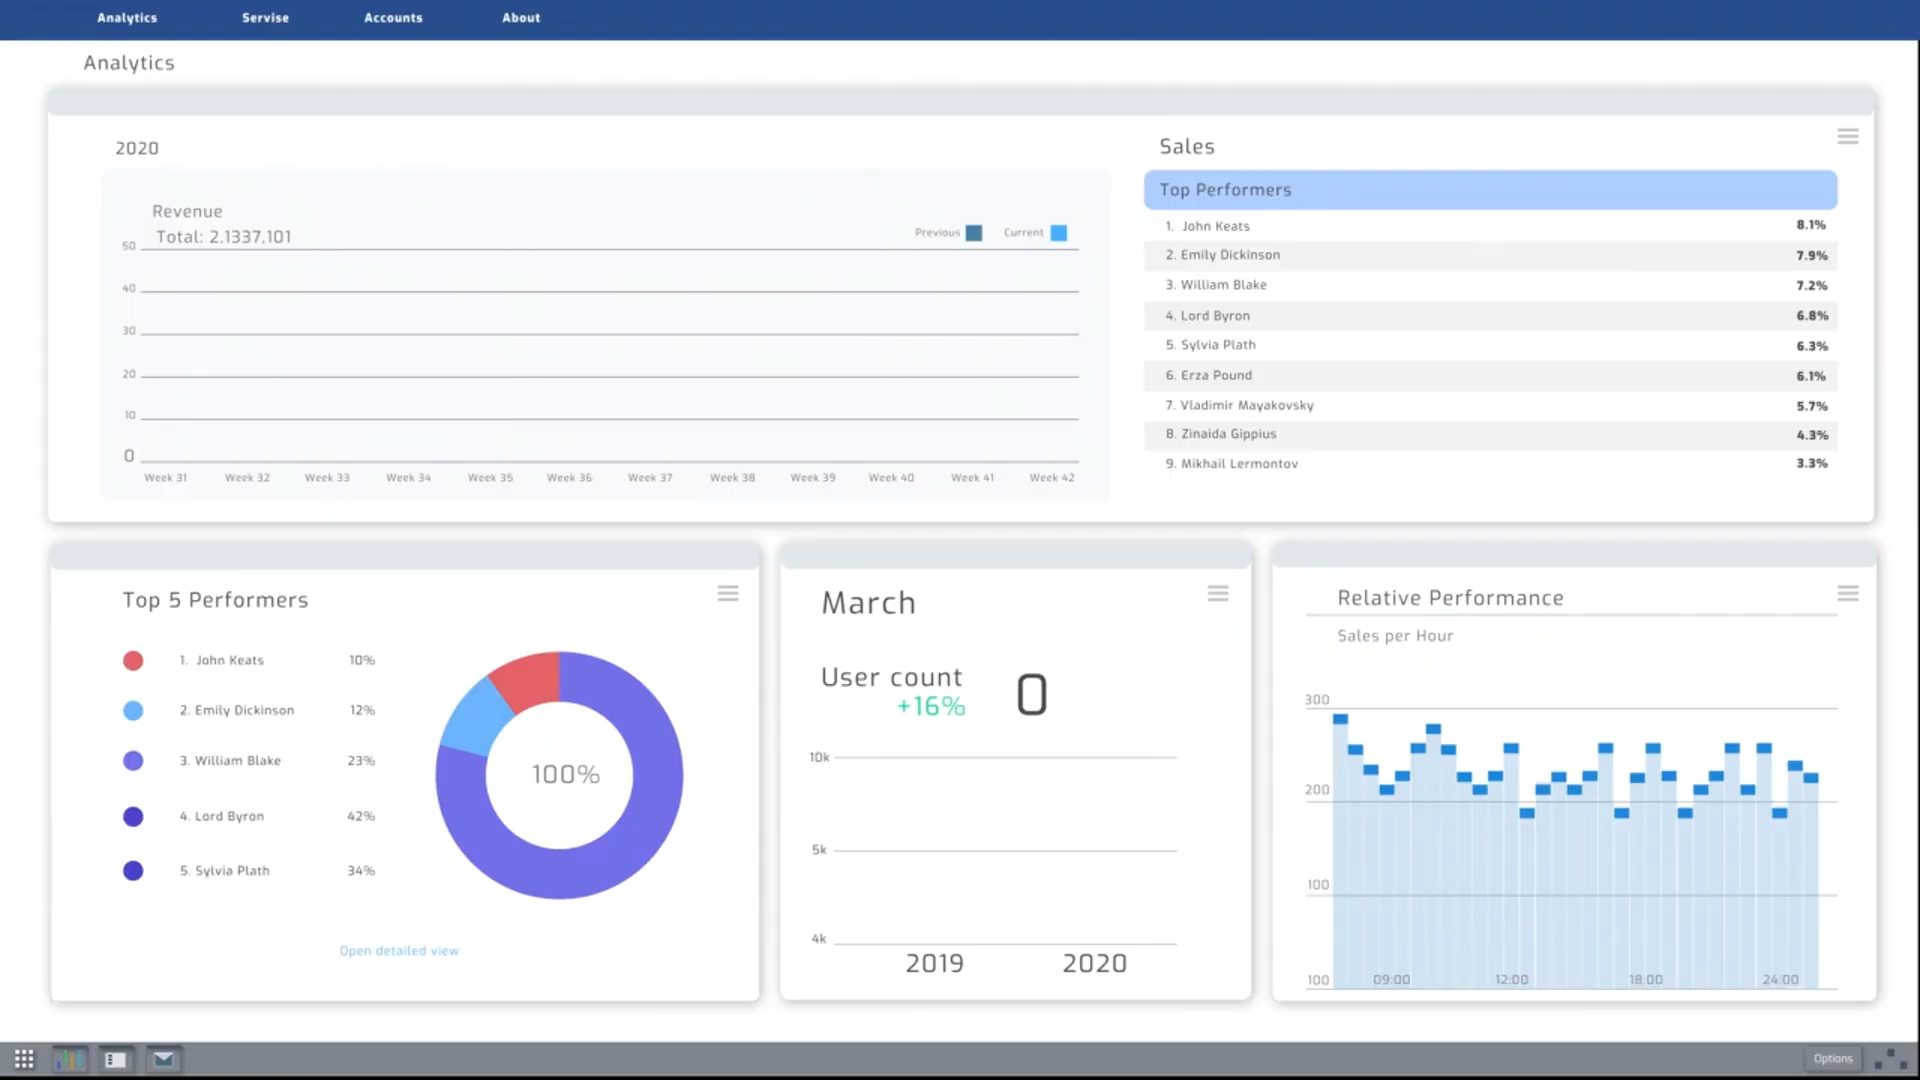 Analytics Servise Accounts About
Analytics
2020
Revenue
Total: 2,1337,101
Previous Current
50
40
30
20
10
0
Week 31 Week 32 Week 33 Week 34 Week 35 Week 36 Week 37 Week 38 Week 39 Week 40 Week 41 Week 42
Sales
Top Performers
1. John Keats 8.1%
2. Emily Dickinson 7.9%
3. William Blake 7.2%
4. Lord Byron 6.8%
5. Sylvia Plath 6.3%
6. Erza Pound 6.1%
7. Vladimir Mayakovsky 5.7%
8. Zinaida Gippius 4.3%
9. Mikhail Lermontov 3.3%
Top 5 Performers
1. John Keats 10%
2. Emily Dickinson 12%
3. William Blake 23%
4. Lord Byron 42%
5. Sylvia Plath 34%
100%
Open detailed view
March
User count 0
+16%
10k
5k
4k
2019 2020
Relative Performance
Sales per Hour
300
200
100
100 09:00 12:00 18:00 24:00
Options